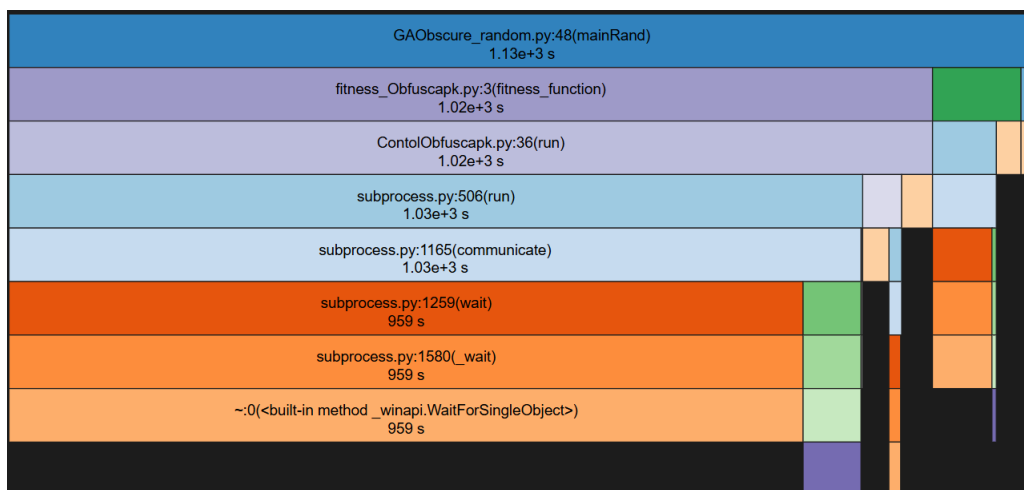 GAObscure_random.py:48(mainRand)
1.13e+3 s
fitness_Obfuscapk.py:3(fitness_function)
1.02e+3 s
ContolObfuscapk.py:36(run)
1.02e+3 s
subprocess.py:506(run)
1.03e+3 s
subprocess.py:1165(communicate)
1.03e+3 s
subprocess.py:1259(wait)
959 s
subprocess.py:1580(_wait)
959 s
~:0(<built-in method _winapi.WaitForSingleObject>)
959 s